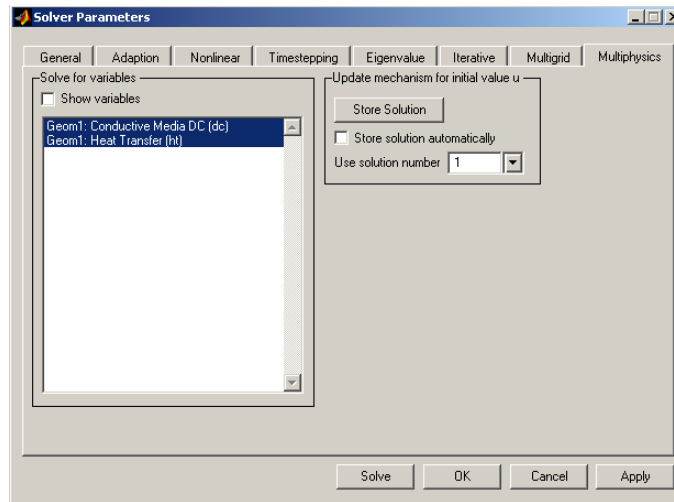 Solver Parameters
General Adaption Nonlinear Timestepping Eigenvalue Iterative Multigrid Multiphysics
Solve for variables
Show variables
Geom1: Conductive Media DC (dc)
Geom1: Heat Transfer (ht)
Update mechanism for initial value u
Store Solution
Store solution automatically
Use solution number 1
Solve OK Cancel Apply